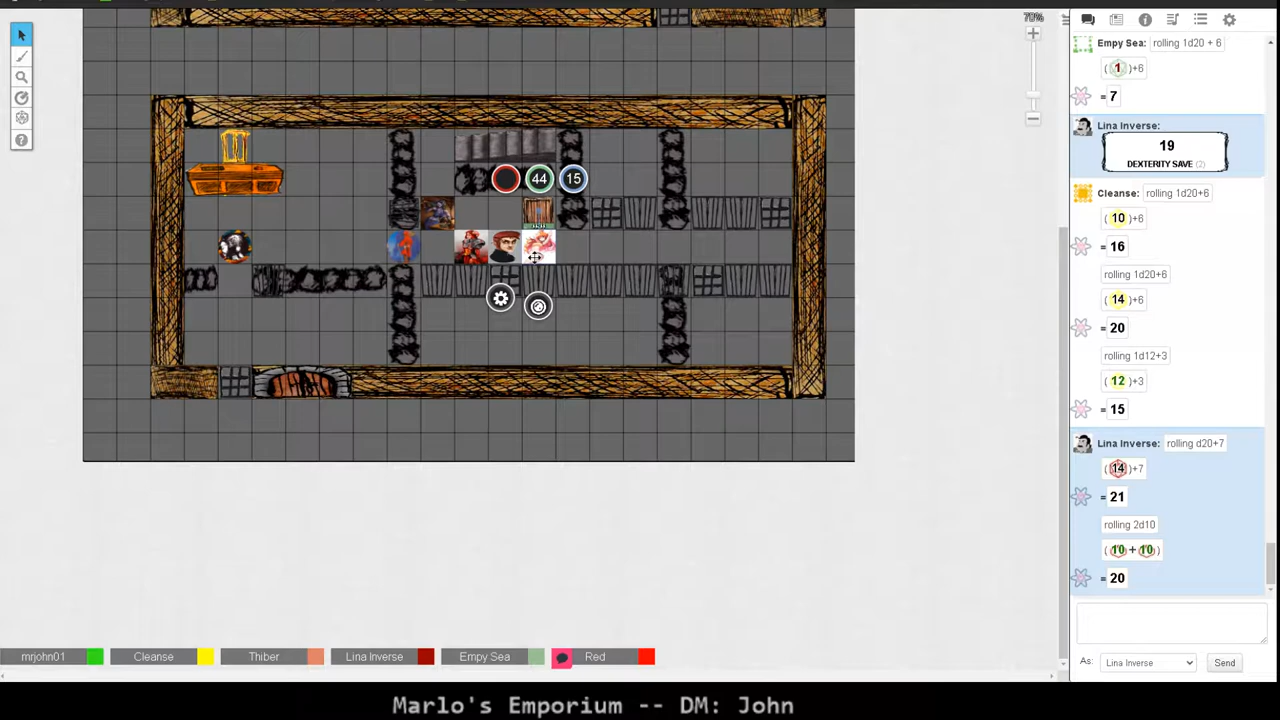 75%
Empy Sea: rolling 1d20 + 6
(1)+6
= 7
Lina Inverse:
19
DEXTERITY SAVE (2)
Cleanse: rolling 1d20+6
(10)+6
= 16
rolling 1d20+6
(14)+6
= 20
rolling 1d12+3
(12)+3
= 15
Lina Inverse: rolling d20+7
(14)+7
= 21
rolling 2d10
(10+10)
= 20
44 15
As: Lina Inverse Send
mrjohn01 Cleanse Thiber Lina Inverse Empy Sea Red
Marlo's Emporium -- DM: John